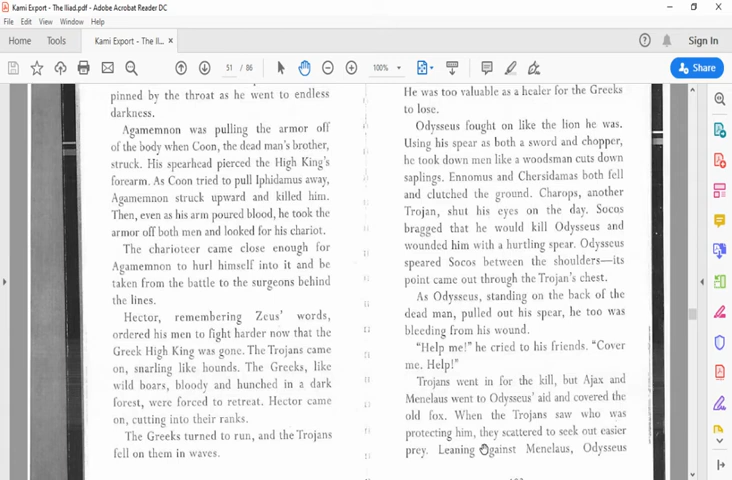 Kami Export - The Iliad.pdf - Adobe Acrobat Reader DC
File Edit View Window Help
Home Tools Kami Export - The Il... × Sign In
51 / 86 100% Share
pinned by the throat as he went to endless
darkness.
Agamemnon was pulling the armor off
of the body when Coon, the dead man's brother,
struck. His spearhead pierced the High King's
forearm. As Coon tried to pull Iphidamus away,
Agamemnon struck upward and killed him.
Then, even as his arm poured blood, he took the
armor off both men and looked for his chariot.
The charioteer came close enough for
Agamemnon to hurl himself into it and be
taken from the battle to the surgeons behind
the lines.
Hector, remembering Zeus' words,
ordered his men to fight harder now that the
Greek High King was gone. The Trojans came
on, snarling like hounds. The Greeks, like
wild boars, bloody and hunched in a dark
forest, were forced to retreat. Hector came
on, cutting into their ranks.
The Greeks turned to run, and the Trojans
fell on them in waves.
He was too valuable as a healer for the Greeks
to lose.
Odysseus fought on like the lion he was.
Using his spear as both a sword and chopper,
he took down men like a woodsman cuts down
saplings. Ennomus and Chersidamas both fell
and clutched the ground. Charops, another
Trojan, shut his eyes on the day. Socos
bragged that he would kill Odysseus and
wounded him with a hurtling spear. Odysseus
speared Socos between the shoulders—its
point came out through the Trojan's chest.
As Odysseus, standing on the back of the
dead man, pulled out his spear, he too was
bleeding from his wound.
"Help me!" he cried to his friends. "Cover
me. Help!"
Trojans went in for the kill, but Ajax and
Menelaus went to Odysseus' aid and covered the
old fox. When the Trojans saw who was
protecting him, they scattered to seek out easier
prey. Leaning against Menelaus, Odysseus